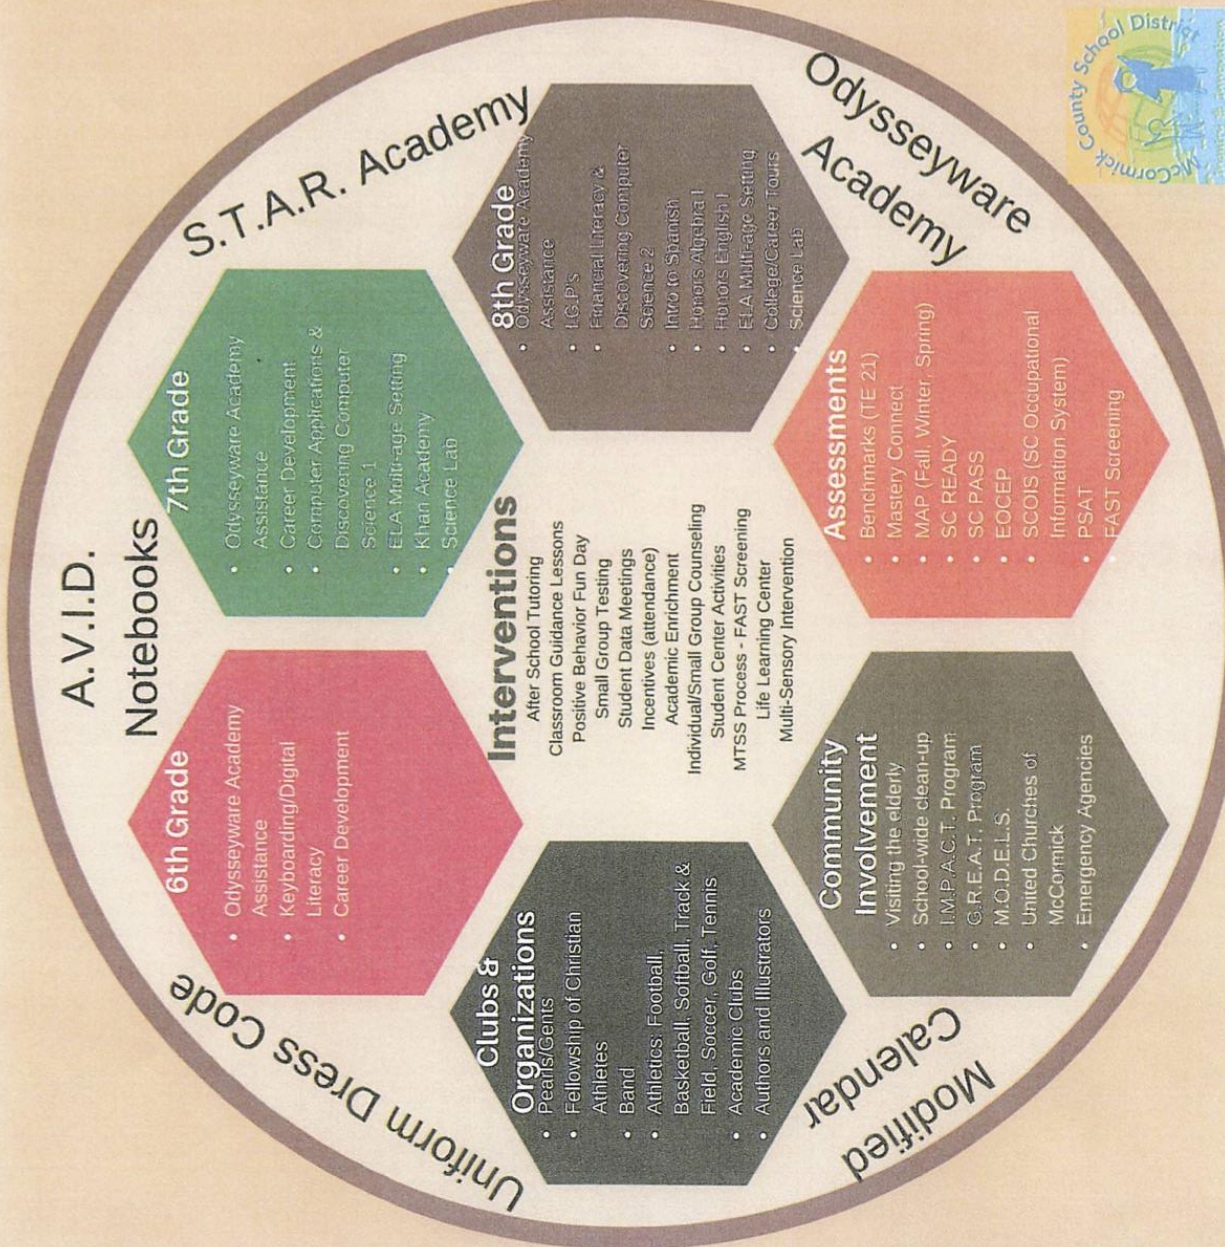 A.V.I.D.
Notebooks
S.T.A.R. Academy
Odysseyware
Academy
Modified
Calendar
Uniform Dress Code
6th Grade
• Odysseyware Academy
Assistance
• Keyboarding/Digital
Literacy
• Career Development
7th Grade
• Odysseyware Academy
Assistance
• Career Development
• Computer Applications &
Discovering Computer
Science 1
• ELA Multi-age Setting
• Khan Academy
• Science Lab
8th Grade
• Odysseyware Academy
Assistance
• I.G.P's
• Financial Literacy &
Discovering Computer
Science 2
• Intro to Spanish
• Honors Algebra I
• Honors English I
• ELA Multi-age Setting
• College/Career Tours
• Science Lab
Assessments
• Benchmarks (TE 21)
• Mastery Connect
• MAP (Fall, Winter, Spring)
• SC READY
• SC PASS
• EOCEP
• SCOIS (SC Occupational
Information System)
• PSAT
• FAST Screening
Community
Involvement
• Visiting the elderly
• School-wide clean-up
• I.M.P.A.C.T. Program
• G.R.E.A.T. Program
• M.O.D.E.L.S.
• United Churches of
McCormick
• Emergency Agencies
Clubs &
Organizations
• Pearls/Gents
• Fellowship of Christian
Athletes
• Band
• Athletics: Football,
Basketball, Softball, Track &
Field, Soccer, Golf, Tennis
• Academic Clubs
• Authors and Illustrators
Interventions
After School Tutoring
Classroom Guidance Lessons
Positive Behavior Fun Day
Small Group Testing
Student Data Meetings
Incentives (attendance)
Academic Enrichment
Individual/Small Group Counseling
Student Center Activities
MTSS Process - FAST Screening
Life Learning Center
Multi-Sensory Intervention
McCormick County School District